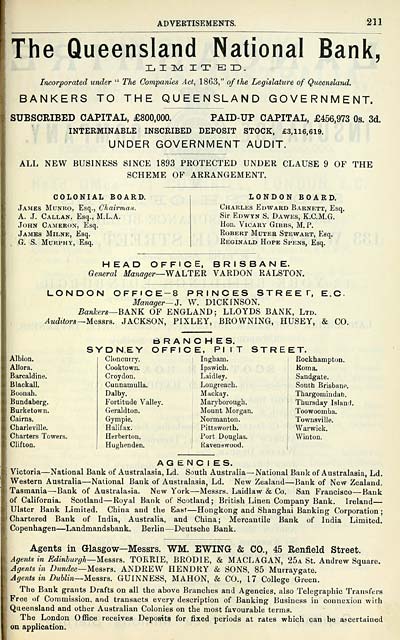 ADVERTISEMENTS. 211
The Queensland National Bank,
LIMITED.
Incorporated under "The Companies Act, 1863," of the Legislature of Queensland.
BANKERS TO THE QUEENSLAND GOVERNMENT.
SUBSCRIBED CAPITAL, £800,000. PAID-UP CAPITAL, £456,973 0s. 3d.
INTERMINABLE INSCRIBED DEPOSIT STOCK, £3,116,619.
UNDER GOVERNMENT AUDIT.
ALL NEW BUSINESS SINCE 1893 PROTECTED UNDER CLAUSE 9 OF THE
SCHEME OF ARRANGEMENT.
COLONIAL BOARD.
JAMES MUNRO, Esq., Chairman.
A. J. CALLAN, Esq., M.L.A.
JOHN CAMERON, Esq.
JAMES MILNE, Esq.
G. S. MURPHY, Esq.
LONDON BOARD.
CHARLES EDWARD BARNETT, Esq.
Sir EDWYN S. DAWES, K.C.M.G.
Hon. VICARY GIBBS, M.P.
ROBERT MUTER STEWART, Esq.
REGINALD HOPE SPENS, Esq.
HEAD OFFICE, BRISBANE.
General Manager—WALTER VARDON RALSTON.
LONDON OFFICE—8 PRINCES STREET, E.C.
Manager—J. W. DICKINSON.
Bankers—BANK OF ENGLAND; LLOYDS BANK, LTD.
Auditors—Messrs. JACKSON, PIXLEY, BROWNING, HUSEY, & CO.
BRANCHES.
SYDNEY OFFICE, PITT STREET.
Albion.
Allora.
Barcaldine.
Blackall.
Boonah.
Bundaberg.
Burketown.
Cairns.
Charleville.
Charters Towers.
Clifton.
Cloncurry.
Cooktown.
Croydon.
Cunnamulla.
Dalby.
Fortitude Valley.
Geraldton.
Gympie.
Halifax.
Herberton.
Hughenden.
Ingham.
Ipswich.
Laidley.
Longreach.
Mackay.
Maryborough.
Mount Morgan.
Normanton.
Pittsworth.
Port Douglas.
Ravenswood.
Rockhampton.
Roma.
Sandgate.
South Brisbane.
Thargomindah.
Thursday Island.
Toowoomba.
Townsville.
Warwick.
Winton.
AGENCIES.
Victoria—National Bank of Australasia, Ld. South Australia—National Bank of Australasia, Ld.
Western Australia—National Bank of Australasia, Ld. New Zealand—Bank of New Zealand.
Tasmania—Bank of Australasia. New York—Messrs. Laidlaw & Co. San Francisco—Bank
of California. Scotland—Royal Bank of Scotland; British Linen Company Bank. Ireland—
Ulster Bank Limited. China and the East—Hongkong and Shanghai Banking Corporation;
Chartered Bank of India, Australia, and China; Mercantile Bank of India Limited.
Copenhagen—Landmandsbank. Berlin—Deutsche Bank.
Agents in Glasgow—Messrs. WM. EWING & CO., 45 Renfield Street.
Agents in Edinburgh—Messrs. TORRIE, BRODIE, & MACLAGAN, 25A St. Andrew Square.
Agents in Dundee—Messrs. ANDREW HENDRY & SONS, 85 Murraygate.
Agents in Dublin—Messrs. GUINNESS, MAHON, & CO., 17 College Green.
The Bank grants Drafts on all the above Branches and Agencies, also Telegraphic Transfers
Free of Commission, and transacts every description of Banking Business in connexion with
Queensland and other Australian Colonies on the most favourable terms.
The London Office receives Deposits for fixed periods at rates which can be ascertained
on application.